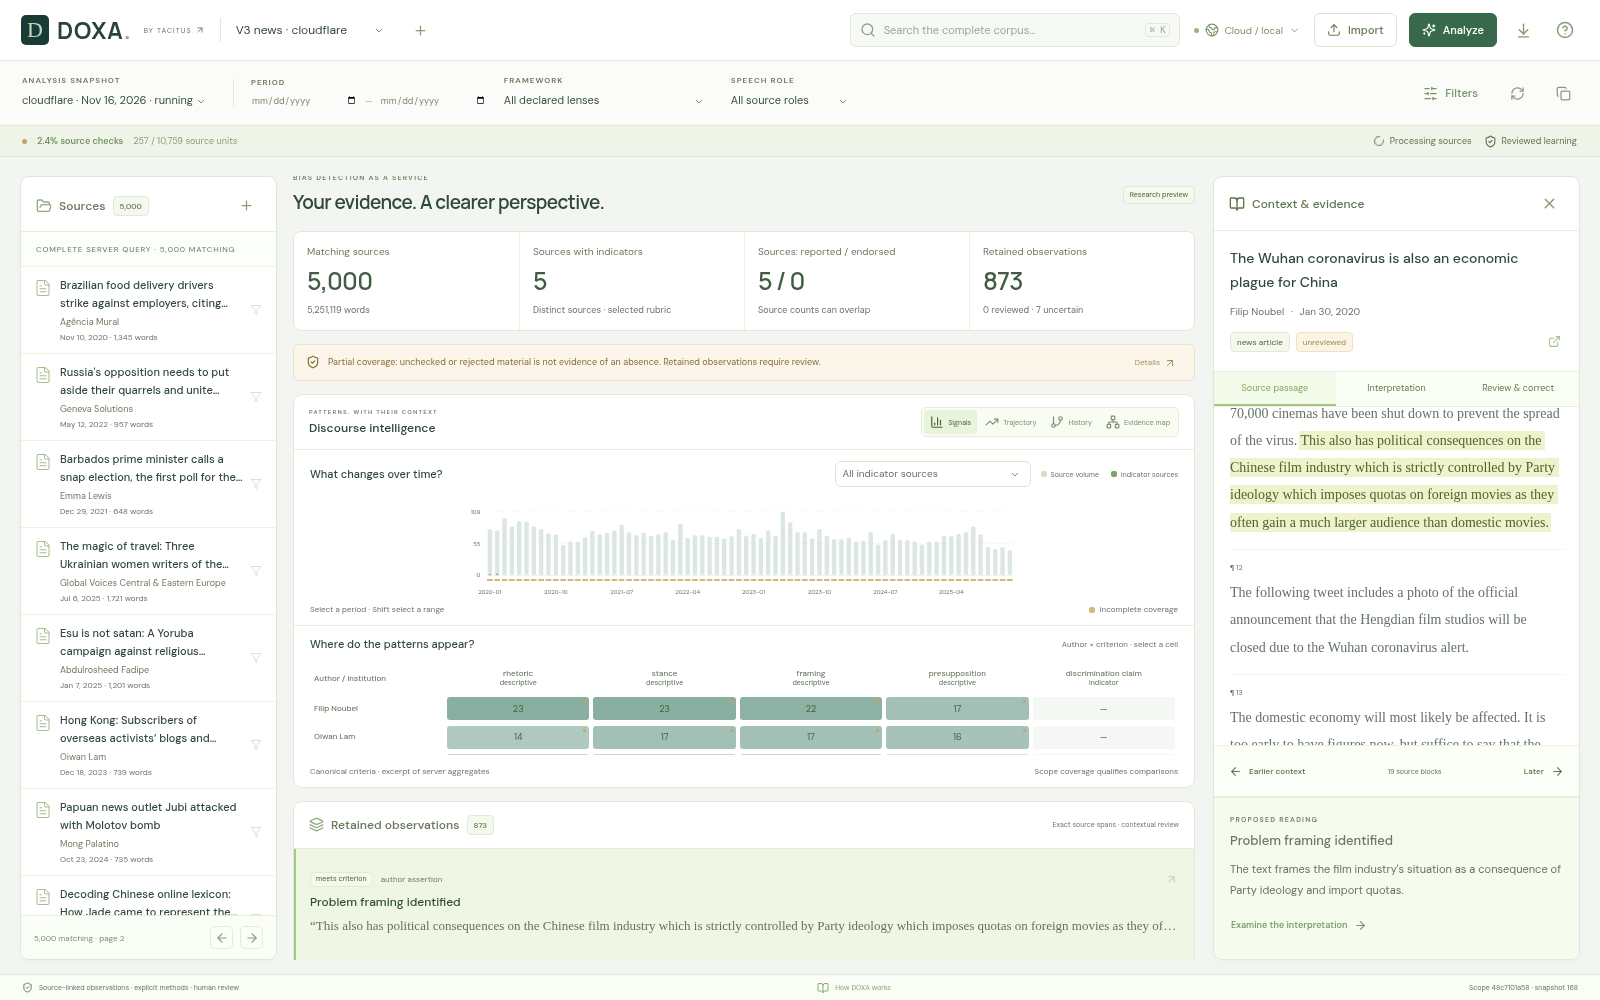 D DOXA. BY TACITUS
V3 news · cloudflare
Search the complete corpus...
⌘ K
Cloud / local
Import
Analyze
ANALYSIS SNAPSHOT
cloudflare · Nov 16, 2026 · running
PERIOD
mm/dd/yyyy — mm/dd/yyyy
FRAMEWORK
All declared lenses
SPEECH ROLE
All source roles
Filters
2.4% source checks 257 / 10,759 source units
Processing sources
Reviewed learning
Sources 5,000
COMPLETE SERVER QUERY · 5,000 MATCHING
Brazilian food delivery drivers
strike against employers, citing...
Agência Mural
Nov 10, 2020 · 1,345 words
Russia's opposition needs to put
aside their quarrels and unite...
Geneva Solutions
May 12, 2022 · 957 words
Barbados prime minister calls a
snap election, the first poll for the...
Emma Lewis
Dec 29, 2021 · 648 words
The magic of travel: Three
Ukrainian women writers of the...
Global Voices Central & Eastern Europe
Jul 6, 2025 · 1,721 words
Esu is not satan: A Yoruba
campaign against religious...
Abdulrosheed Fadipe
Jan 7, 2025 · 1,201 words
Hong Kong: Subscribers of
overseas activists' blogs and...
Oiwan Lam
Dec 18, 2023 · 739 words
Papuan news outlet Jubi attacked
with Molotov bomb
Mong Palatino
Oct 23, 2024 · 735 words
Decoding Chinese online lexicon:
How Jade came to represent the...
5,000 matching · page 2
BIAS DETECTION AS A SERVICE
Your evidence. A clearer perspective.
Research preview
Matching sources
5,000
5,251,119 words
Sources with indicators
5
Distinct sources · selected rubric
Sources: reported / endorsed
5 / 0
Source counts can overlap
Retained observations
873
0 reviewed · 7 uncertain
Partial coverage: unchecked or rejected material is not evidence of an absence. Retained observations require review.
Details
PATTERNS, WITH THEIR CONTEXT
Discourse intelligence
Signals
Trajectory
History
Evidence map
What changes over time?
All indicator sources
Source volume
Indicator sources
109
55
0
2020-01 2020-10 2021-07 2022-04 2023-01 2023-10 2024-07 2025-04
Select a period · Shift select a range
Incomplete coverage
Where do the patterns appear?
Author × criterion · select a cell
Author / institution
rhetoric
descriptive
stance
descriptive
framing
descriptive
presupposition
descriptive
discrimination claim
indicator
Filip Noubel 23 23 22 17 —
Oiwan Lam 14 17 17 16 —
Canonical criteria · excerpt of server aggregates
Scope coverage qualifies comparisons
Retained observations 873
Exact source spans · contextual review
meets criterion author assertion
Problem framing identified
“This also has political consequences on the Chinese film industry which is strictly controlled by Party ideology which imposes quotas on foreign movies as they of...
Context & evidence
The Wuhan coronavirus is also an economic
plague for China
Filip Noubel · Jan 30, 2020
news article
unreviewed
Source passage
Interpretation
Review & correct
70,000 cinemas have been shut down to prevent the spread
of the virus. This also has political consequences on the
Chinese film industry which is strictly controlled by Party
ideology which imposes quotas on foreign movies as they
often gain a much larger audience than domestic movies.
¶ 12
The following tweet includes a photo of the official
announcement that the Hengdian film studios will be
closed due to the Wuhan coronavirus alert.
¶ 13
The domestic economy will most likely be affected. It is
too early to have figures now, but suffice to say that the
Earlier context
19 source blocks
Later
PROPOSED READING
Problem framing identified
The text frames the film industry's situation as a consequence of
Party ideology and import quotas.
Examine the interpretation
Source-linked observations · explicit methods · human review
How DOXA works
Scope 48c7101a58 · snapshot 168